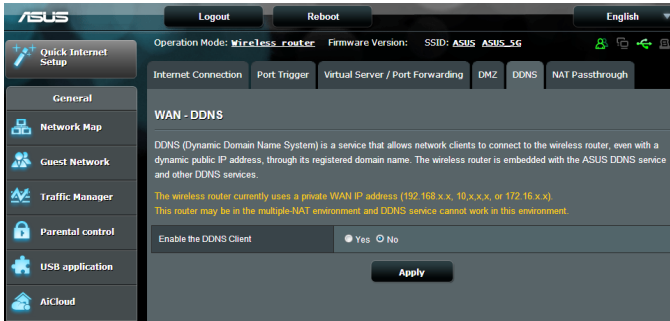 ASUS
Logout
Reboot
English
Quick Internet
Setup
Operation Mode: Wireless router Firmware Version: SSID: ASUS ASUS_5G
Internet Connection
Port Trigger
Virtual Server / Port Forwarding
DMZ
DDNS
NAT Passthrough
General
Network Map
Guest Network
Traffic Manager
Parental control
USB application
AiCloud
WAN - DDNS
DDNS (Dynamic Domain Name System) is a service that allows network clients to connect to the wireless router, even with a
dynamic public IP address, through its registered domain name. The wireless router is embedded with the ASUS DDNS service
and other DDNS services.
The wireless router currently uses a private WAN IP address (192.168.x.x, 10,x,x,x, or 172.16.x.x).
This router may be in the multiple-NAT environment and DDNS service cannot work in this environment.
Enable the DDNS Client
Yes No
Apply